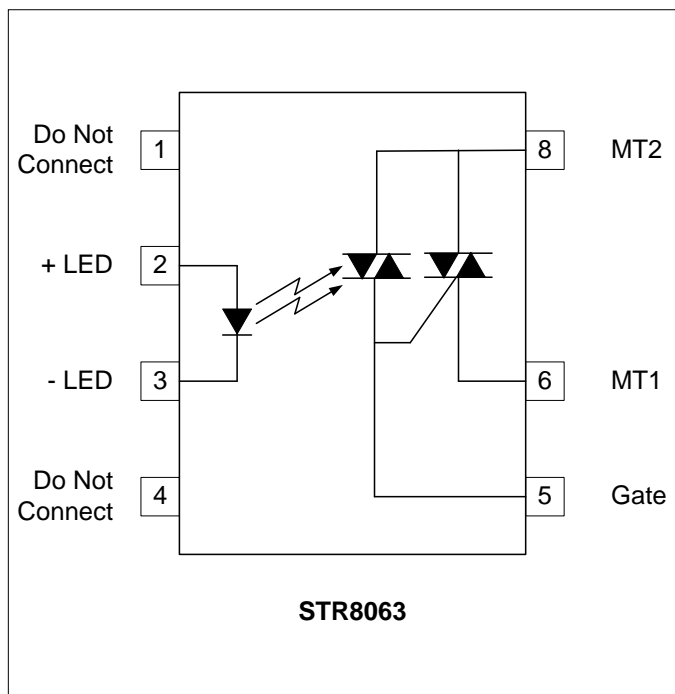 Do Not
Connect
1
+ LED
2
- LED
3
Do Not
Connect
4
8
MT2
6
MT1
5
Gate
STR8063